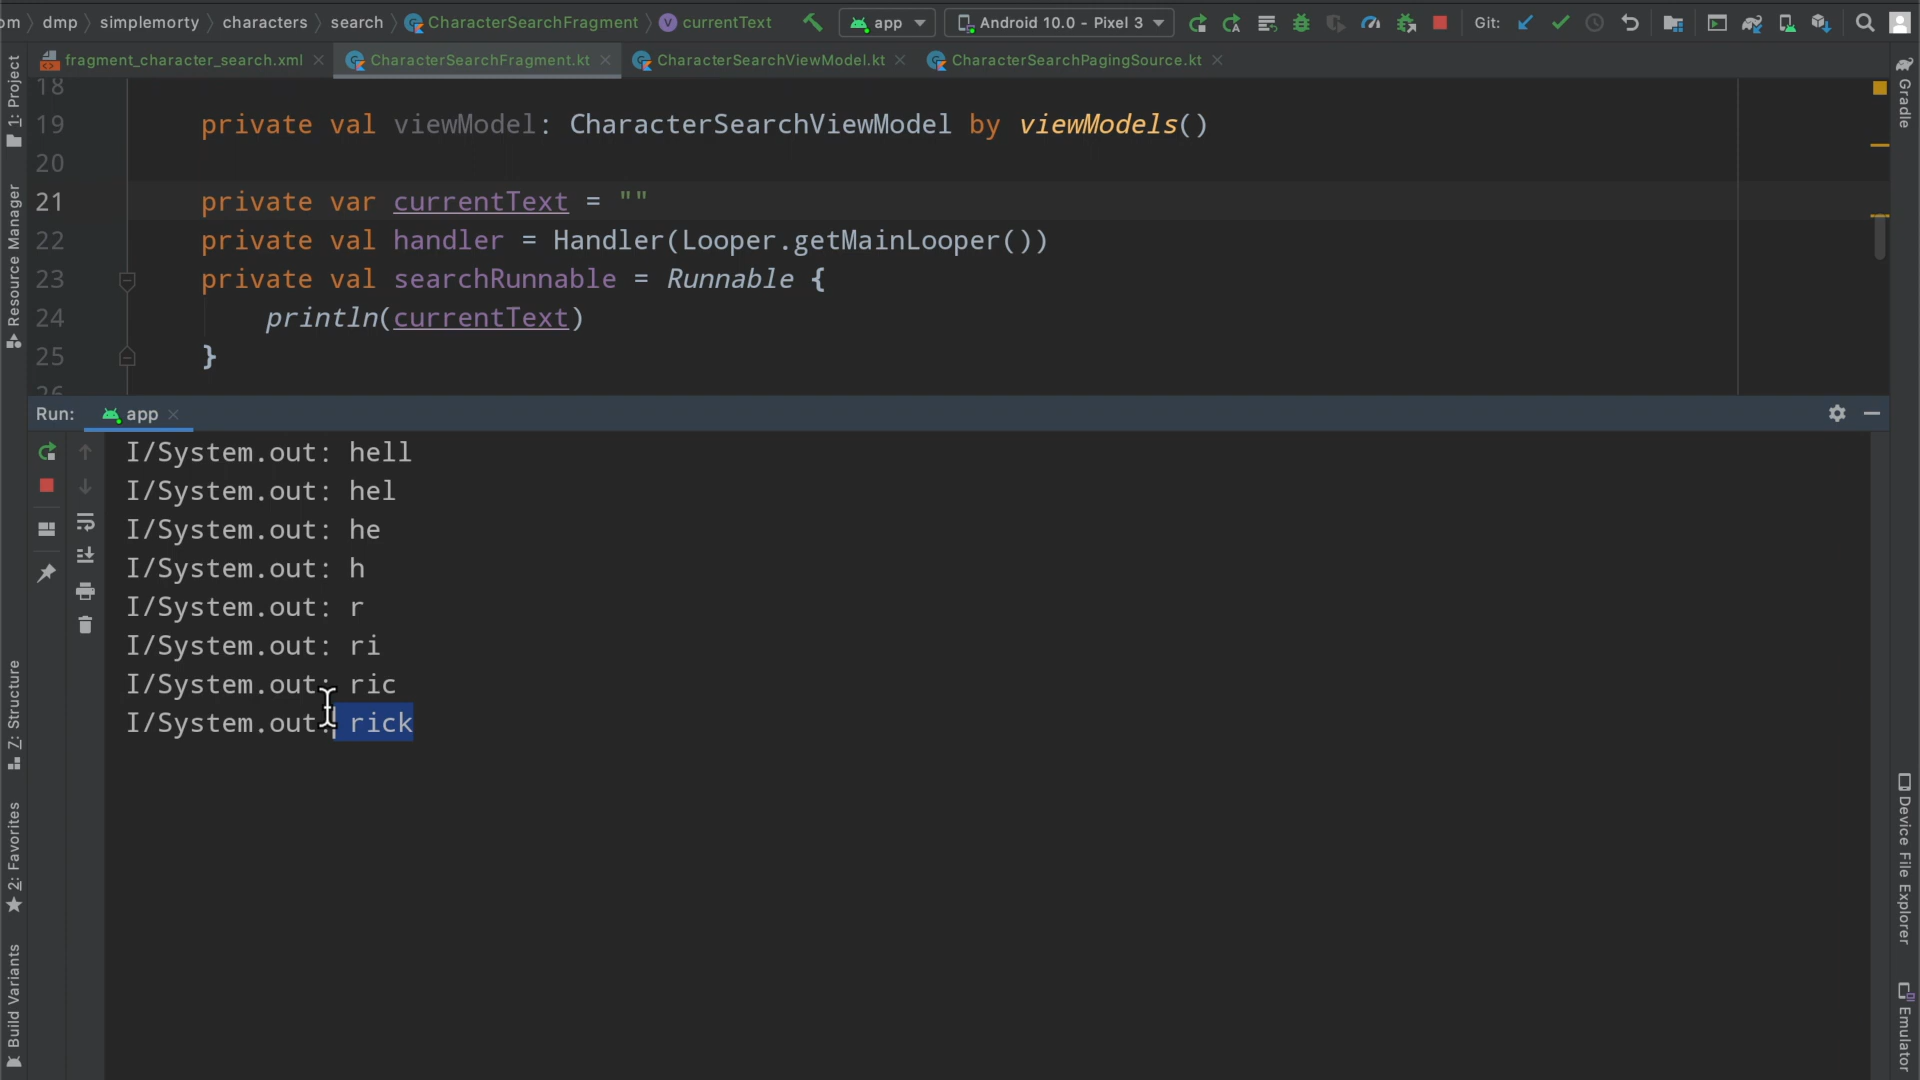 om dmp simplemorty characters search CharacterSearchFragment currentText app Android 10.0 - Pixel 3 Git:
fragment_character_search.xml CharacterSearchFragment.kt CharacterSearchViewModel.kt CharacterSearchPagingSource.kt
18
19 private val viewModel: CharacterSearchViewModel by viewModels()
20
21 private var currentText = ""
22 private val handler = Handler(Looper.getMainLooper())
23 private val searchRunnable = Runnable {
24 println(currentText)
25 }
26
Run: app
I/System.out: hell
I/System.out: hel
I/System.out: he
I/System.out: h
I/System.out: r
I/System.out: ri
I/System.out: ric
I/System.out: rick
1: Project
Resource Manager
Z: Structure
2: Favorites
Build Variants
Gradle
Device File Explorer
Emulator